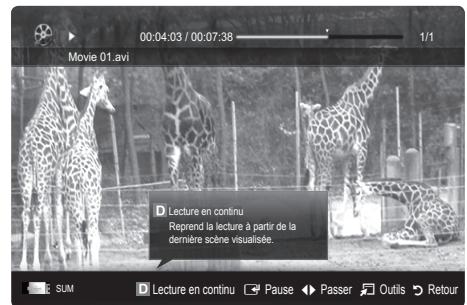 00:04:03 / 00:07:38 1/1
Movie 01.avi
D Lecture en continu
Reprend la lecture à partir de la
dernière scène visualisée.
SUM D Lecture en continu Pause Passer Outils Retour